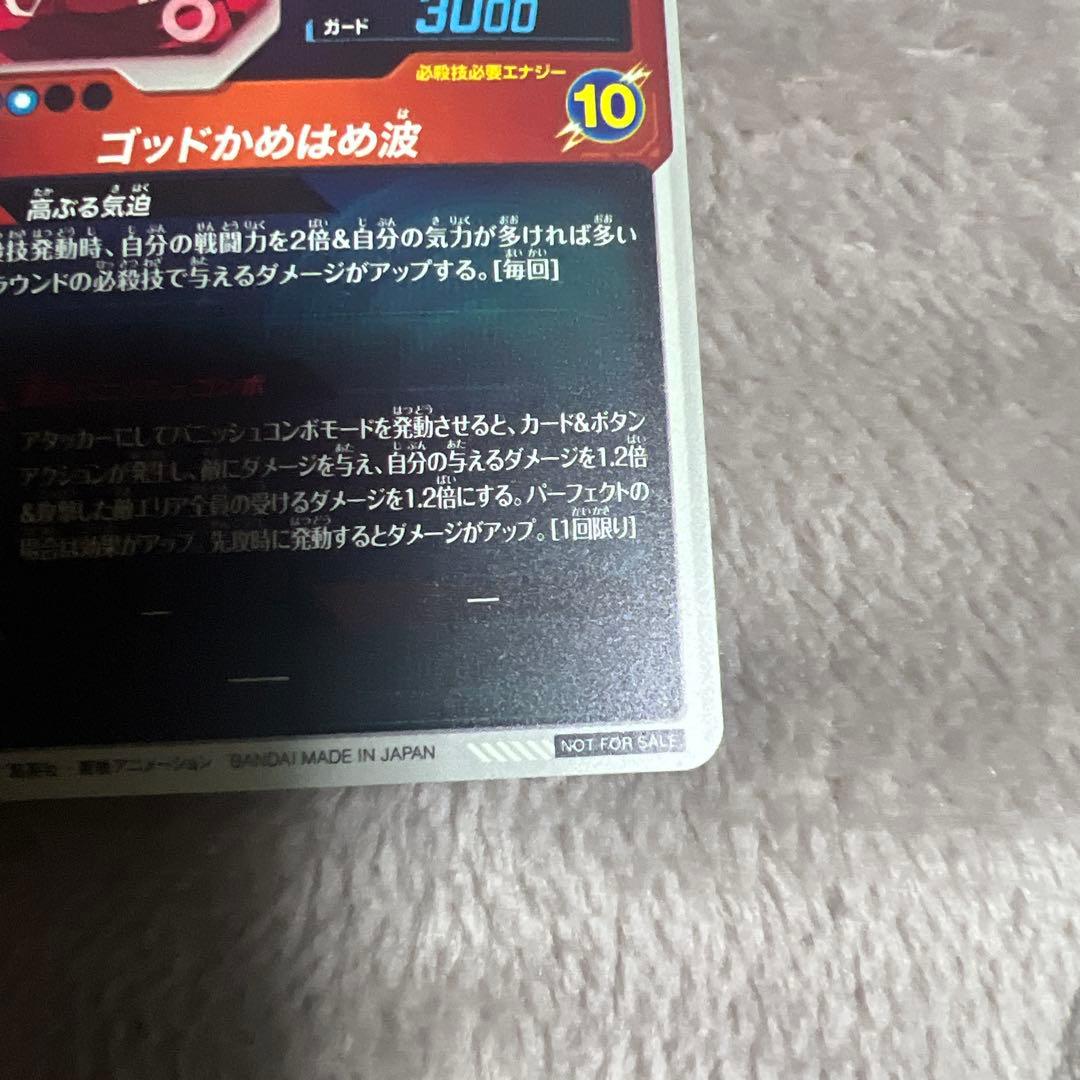 ガード 3000
必殺技必要エナジー
10
ゴッドかめはめ波
高ぶる気迫
技発動時、自分の戦闘力を2倍&自分の気力が多ければ多い
ラウンドの必殺技で与えるダメージがアップする。[毎回]
アタッカーにしてバニッシュコンボモードを発動させると、カード&ボタン
アクションが発生し、敵にダメージを与え、自分の与えるダメージを1.2倍
&攻撃した敵エリア全員の受けるダメージを1.2倍にする。パーフェクトの
場合は効果がアップ 先攻時に発動するとダメージがアップ。[1回限り]
アニメーション BANDAI MADE IN JAPAN
NOT FOR SALE